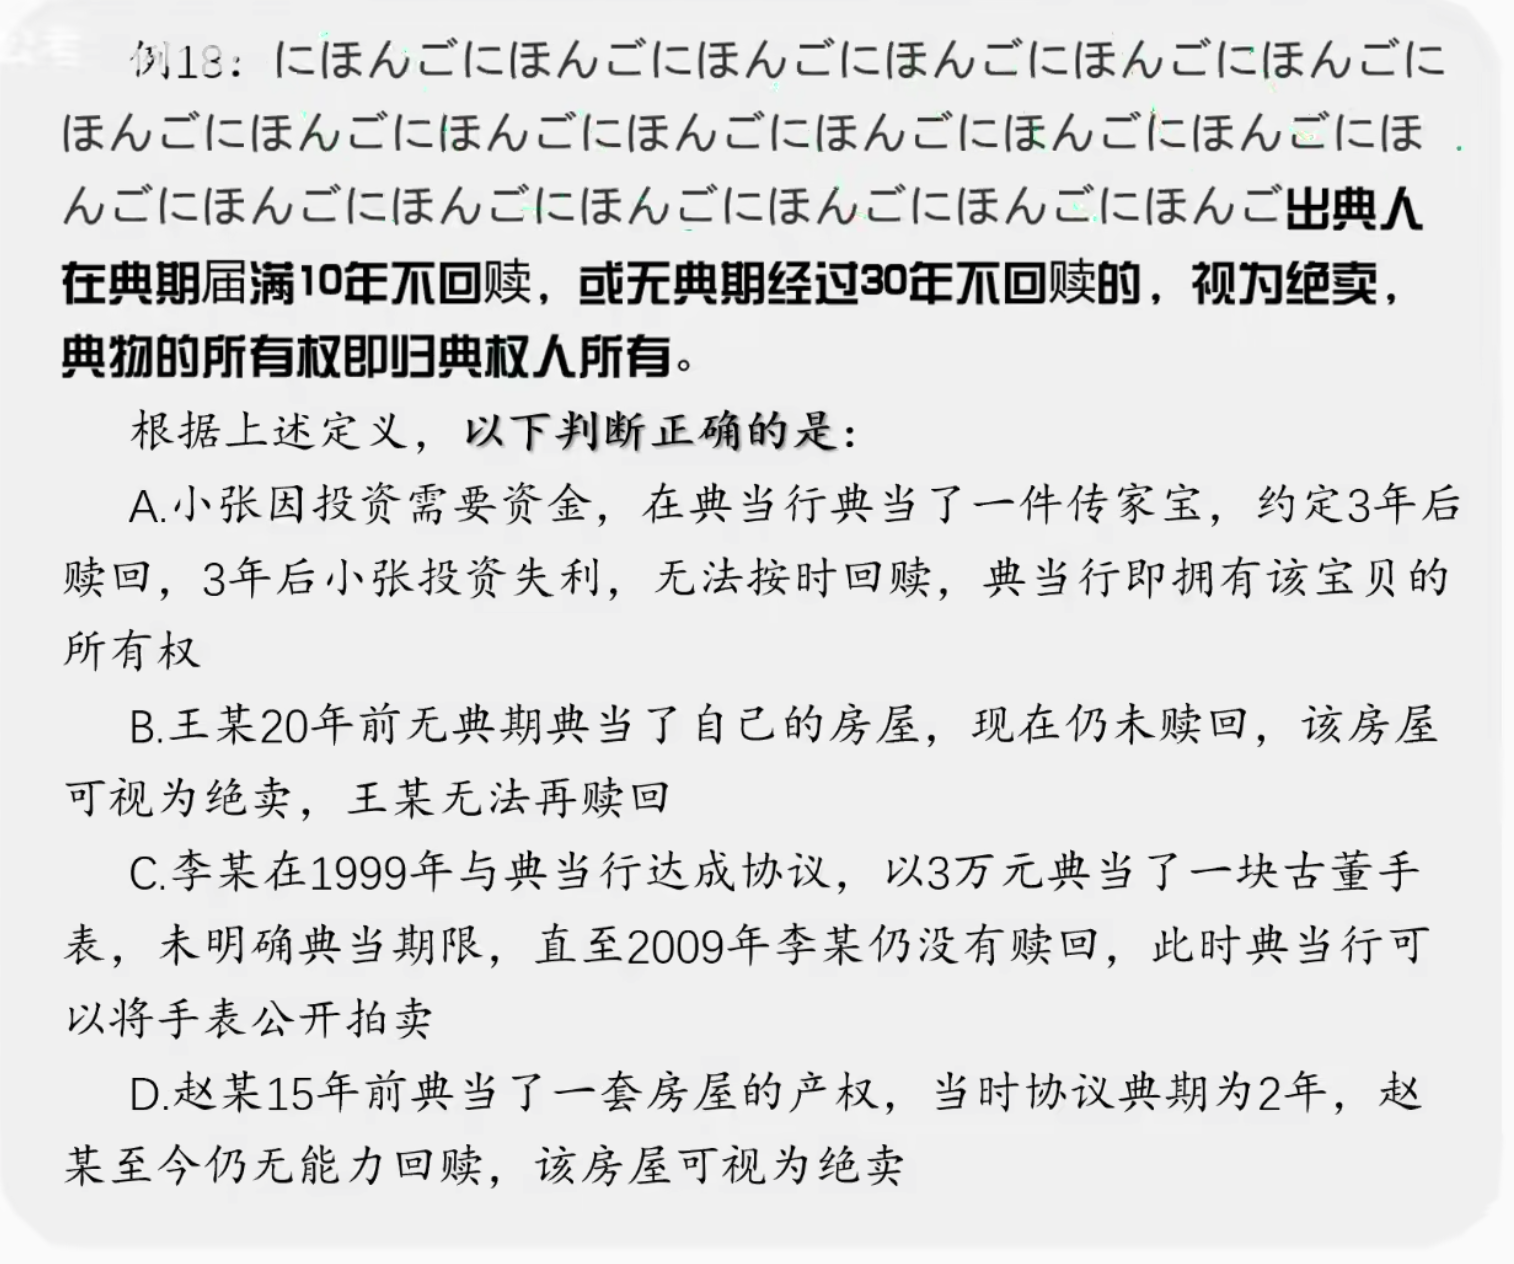 公考
例18：にほんごにほんごにほんごにほんごにほんごにほんごに
ほんごにほんごにほんごにほんごにほんごにほんごにほんごにほ
んごにほんごにほんごにほんごにほんごにほんごにほんご出典人
在典期届满10年不回赎，或无典期经过30年不回赎的，视为绝卖，
典物的所有权即归典权人所有。
根据上述定义，以下判断正确的是：
A.小张因投资需要资金，在典当行典当了一件传家宝，约定3年后
赎回，3年后小张投资失利，无法按时回赎，典当行即拥有该宝贝的
所有权
B.王某20年前无典期典当了自己的房屋，现在仍未赎回，该房屋
可视为绝卖，王某无法再赎回
C.李某在1999年与典当行达成协议，以3万元典当了一块古董手
表，未明确典当期限，直至2009年李某仍没有赎回，此时典当行可
以将手表公开拍卖
D.赵某15年前典当了一套房屋的产权，当时协议典期为2年，赵
某至今仍无能力回赎，该房屋可视为绝卖